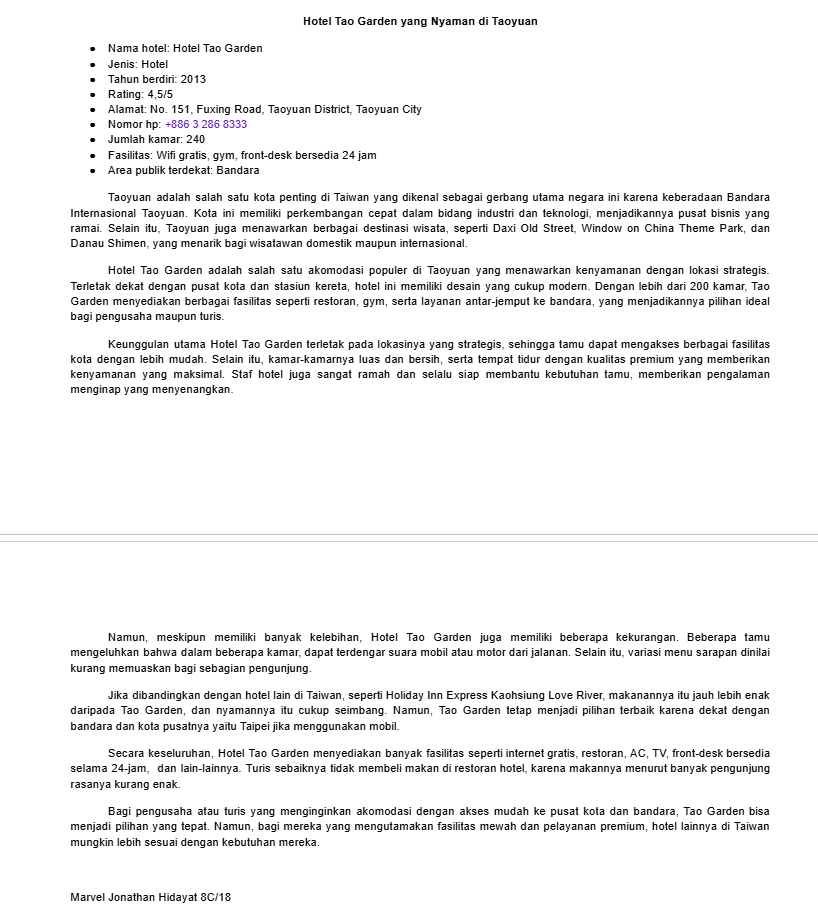 Hotel Tao Garden yang Nyaman di Taoyuan
● Nama hotel: Hotel Tao Garden
● Jenis: Hotel
● Tahun berdiri: 2013
● Rating: 4,5/5
● Alamat: No. 151, Fuxing Road, Taoyuan District, Taoyuan City
● Nomor hp: +886 3 286 8333
● Jumlah kamar: 240
● Fasilitas: Wifi gratis, gym, front-desk bersedia 24 jam
● Area publik terdekat: Bandara
Taoyuan adalah salah satu kota penting di Taiwan yang dikenal sebagai gerbang utama negara ini karena keberadaan Bandara
Internasional Taoyuan. Kota ini memiliki perkembangan cepat dalam bidang industri dan teknologi, menjadikannya pusat bisnis yang
ramai. Selain itu, Taoyuan juga menawarkan berbagai destinasi wisata, seperti Daxi Old Street, Window on China Theme Park, dan
Danau Shimen, yang menarik bagi wisatawan domestik maupun internasional.
Hotel Tao Garden adalah salah satu akomodasi populer di Taoyuan yang menawarkan kenyamanan dengan lokasi strategis.
Terletak dekat dengan pusat kota dan stasiun kereta, hotel ini memiliki desain yang cukup modern. Dengan lebih dari 200 kamar, Tao
Garden menyediakan berbagai fasilitas seperti restoran, gym, serta layanan antar-jemput ke bandara, yang menjadikannya pilihan ideal
bagi pengusaha maupun turis.
Keunggulan utama Hotel Tao Garden terletak pada lokasinya yang strategis, sehingga tamu dapat mengakses berbagai fasilitas
kota dengan lebih mudah. Selain itu, kamar-kamarnya luas dan bersih, serta tempat tidur dengan kualitas premium yang memberikan
kenyamanan yang maksimal. Staf hotel juga sangat ramah dan selalu siap membantu kebutuhan tamu, memberikan pengalaman
menginap yang menyenangkan.
Namun, meskipun memiliki banyak kelebihan, Hotel Tao Garden juga memiliki beberapa kekurangan. Beberapa tamu
mengeluhkan bahwa dalam beberapa kamar, dapat terdengar suara mobil atau motor dari jalanan. Selain itu, variasi menu sarapan dinilai
kurang memuaskan bagi sebagian pengunjung.
Jika dibandingkan dengan hotel lain di Taiwan, seperti Holiday Inn Express Kaohsiung Love River, makanannya itu jauh lebih enak
daripada Tao Garden, dan nyamannya itu cukup seimbang. Namun, Tao Garden tetap menjadi pilihan terbaik karena dekat dengan
bandara dan kota pusatnya yaitu Taipei jika menggunakan mobil.
Secara keseluruhan, Hotel Tao Garden menyediakan banyak fasilitas seperti internet gratis, restoran, AC, TV, front-desk bersedia
selama 24-jam, dan lain-lainnya. Turis sebaiknya tidak membeli makan di restoran hotel, karena makannya menurut banyak pengunjung
rasanya kurang enak.
Bagi pengusaha atau turis yang menginginkan akomodasi dengan akses mudah ke pusat kota dan bandara, Tao Garden bisa
menjadi pilihan yang tepat. Namun, bagi mereka yang mengutamakan fasilitas mewah dan pelayanan premium, hotel lainnya di Taiwan
mungkin lebih sesuai dengan kebutuhan mereka.
Marvel Jonathan Hidayat 8C/18